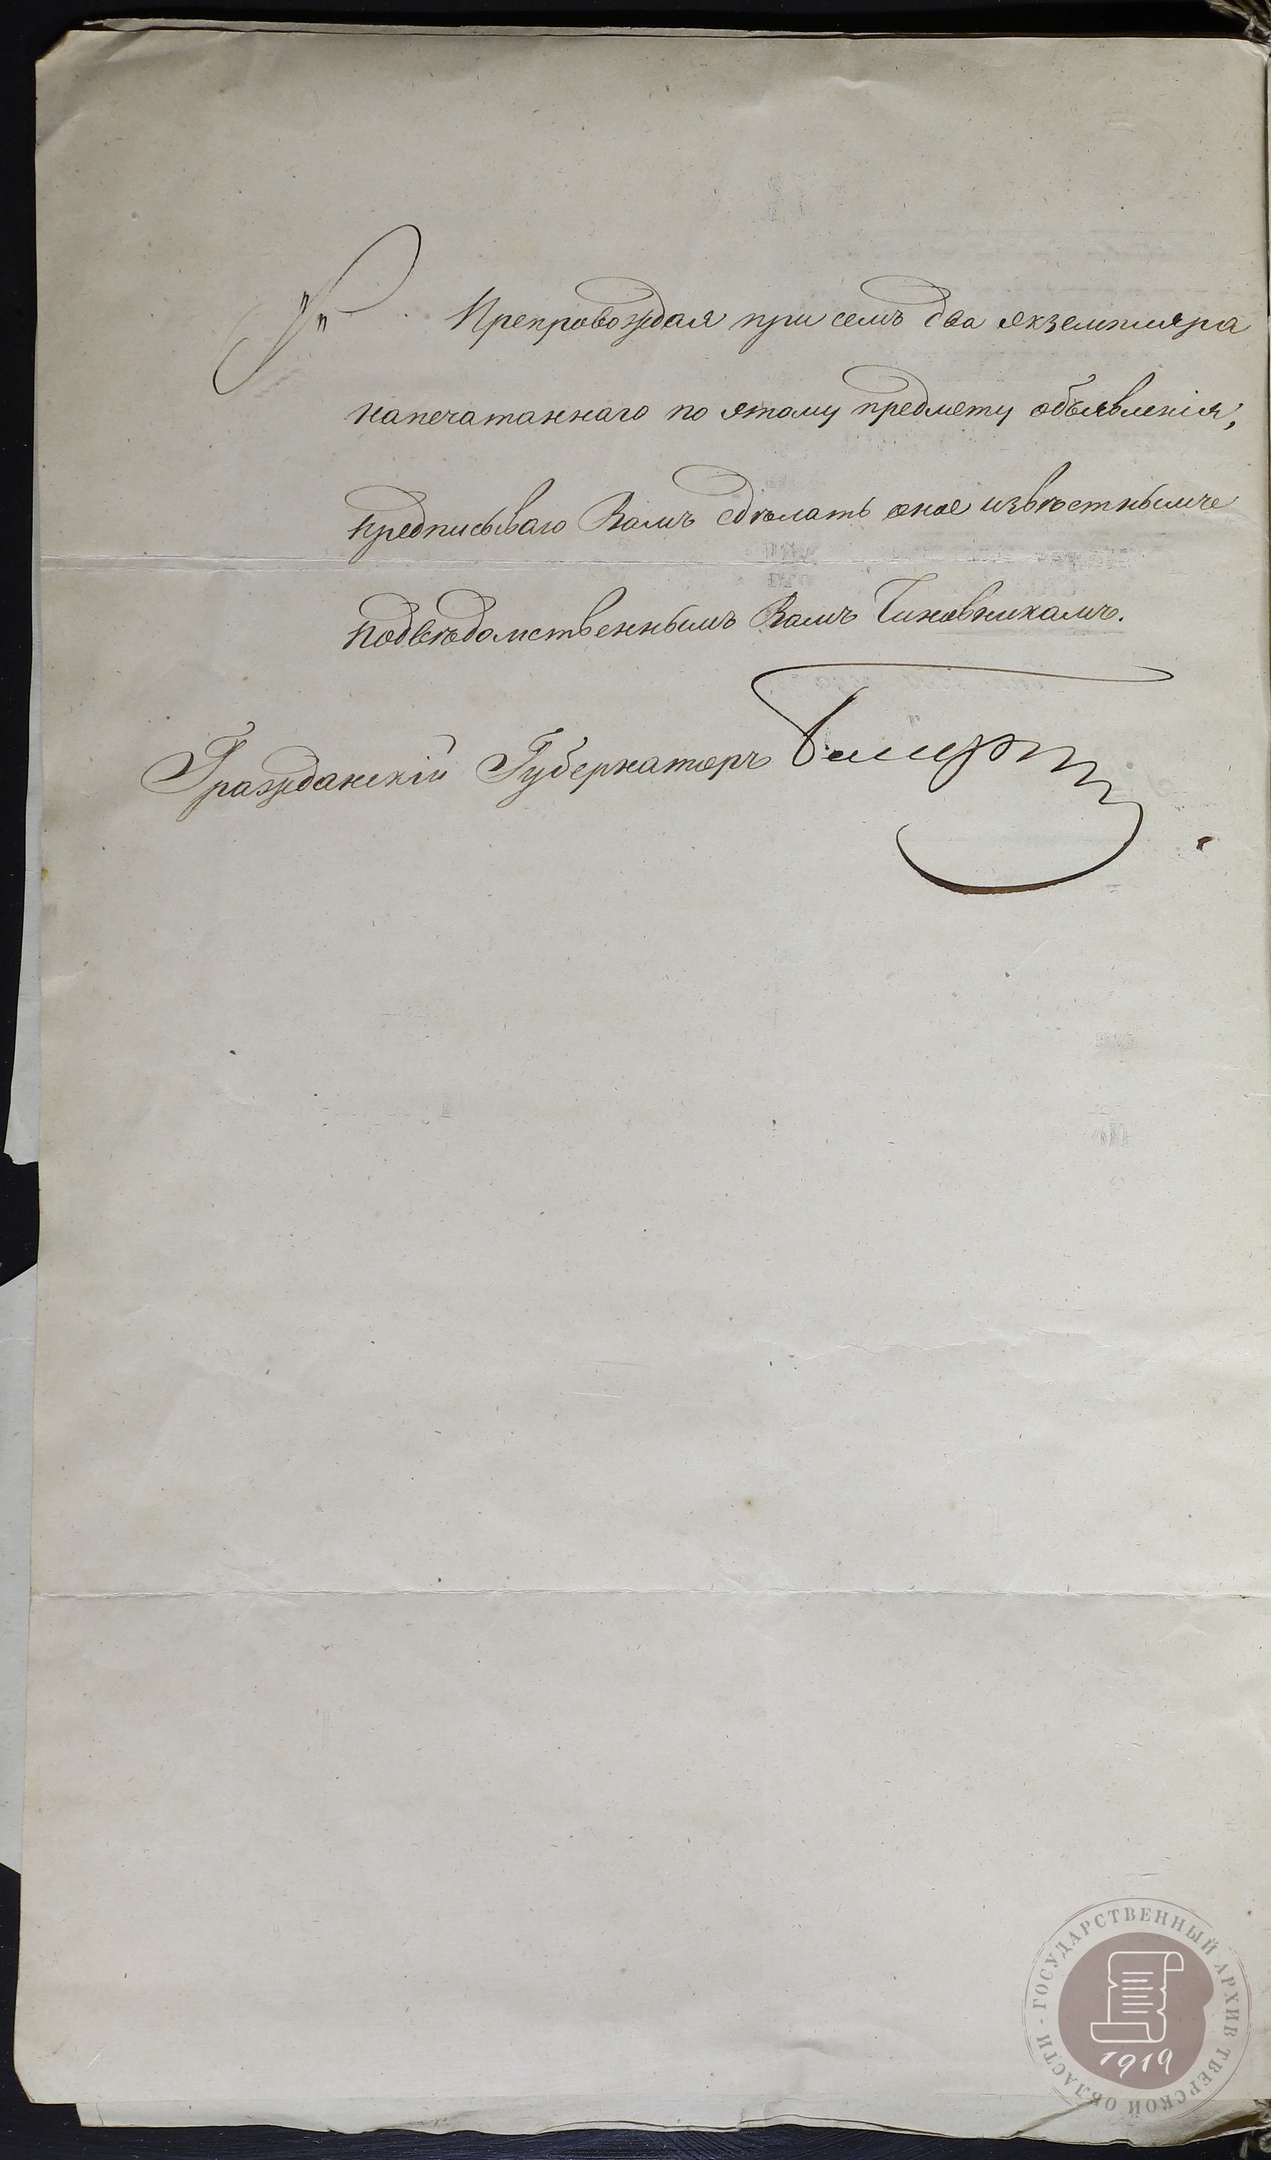 Препровождая при семъ два экземпляра
напечатаннаго по этому предмету объявленія,
предписываю Вамъ сдѣлать оное извѣстнымъ
подвѣдомственнымъ Вамъ Чиновникамъ.
Гражданскій Губернаторъ
ГОСУДАРСТВЕННЫЙ АРХИВ ТВЕРСКОЙ ОБЛАСТИ
1919